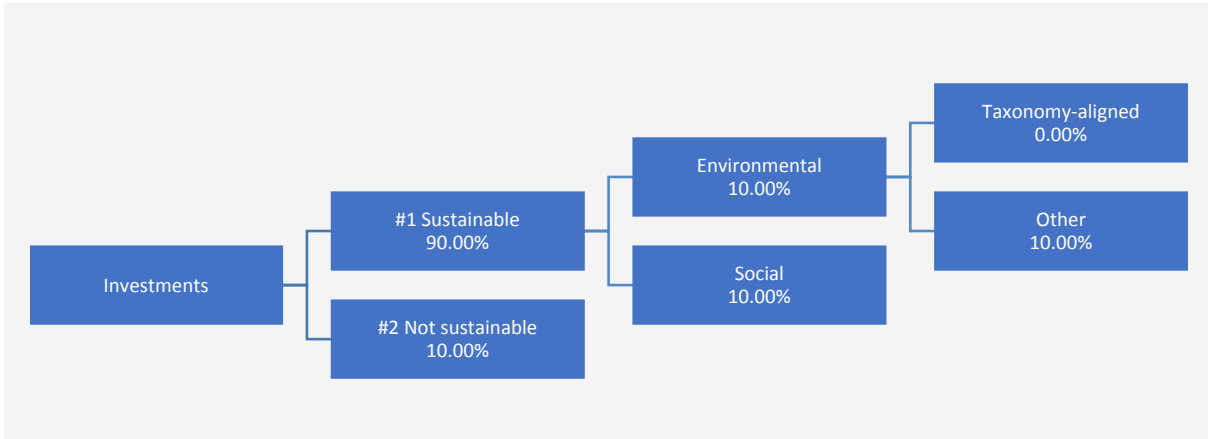 Investments
#1 Sustainable
90.00%
#2 Not sustainable
10.00%
Environmental
10.00%
Social
10.00%
Taxonomy-aligned
0.00%
Other
10.00%